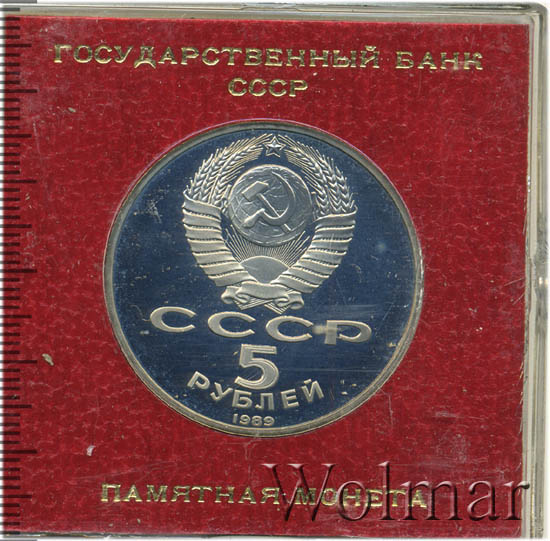 ГОСУДАРСТВЕННЫЙ БАНК
СССР
СССР
5
РУБЛЕЙ
1989
ПАМЯТНАЯ МОНЕТА
Wolmar